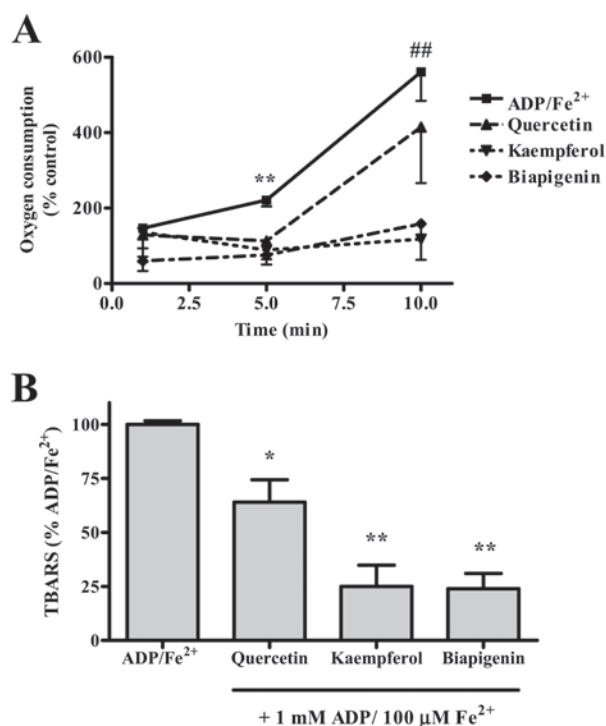 A
600
400
200
0
Oxygen consumption
(% control)
**
##
ADP/Fe²⁺
Quercetin
Kaempferol
Biapigenin
0.0 2.5 5.0 7.5 10.0
Time (min)
B
100
75
50
25
0
TBARS (% ADP/Fe²⁺)
*
**
**
ADP/Fe²⁺ Quercetin Kaempferol Biapigenin
+ 1 mM ADP/ 100 µM Fe²⁺